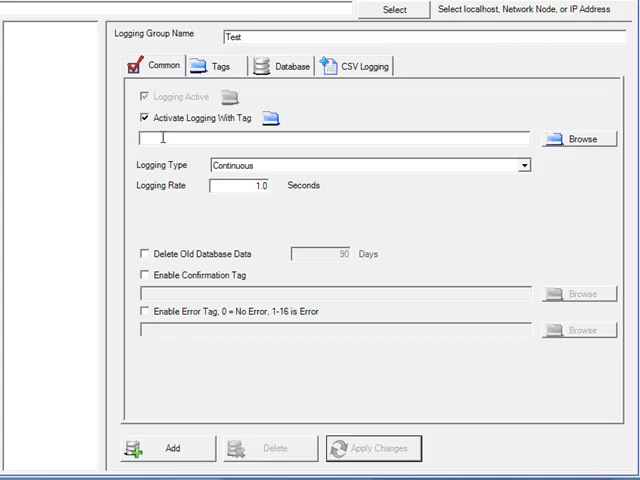 Select Select localhost, Network Node, or IP Address
Logging Group Name Test
Common Tags Database CSV Logging
Logging Active
Activate Logging With Tag
Browse
Logging Type Continuous
Logging Rate 1.0 Seconds
Delete Old Database Data 90 Days
Enable Confirmation Tag
Browse
Enable Error Tag, 0 = No Error, 1-16 is Error
Browse
Add Delete Apply Changes